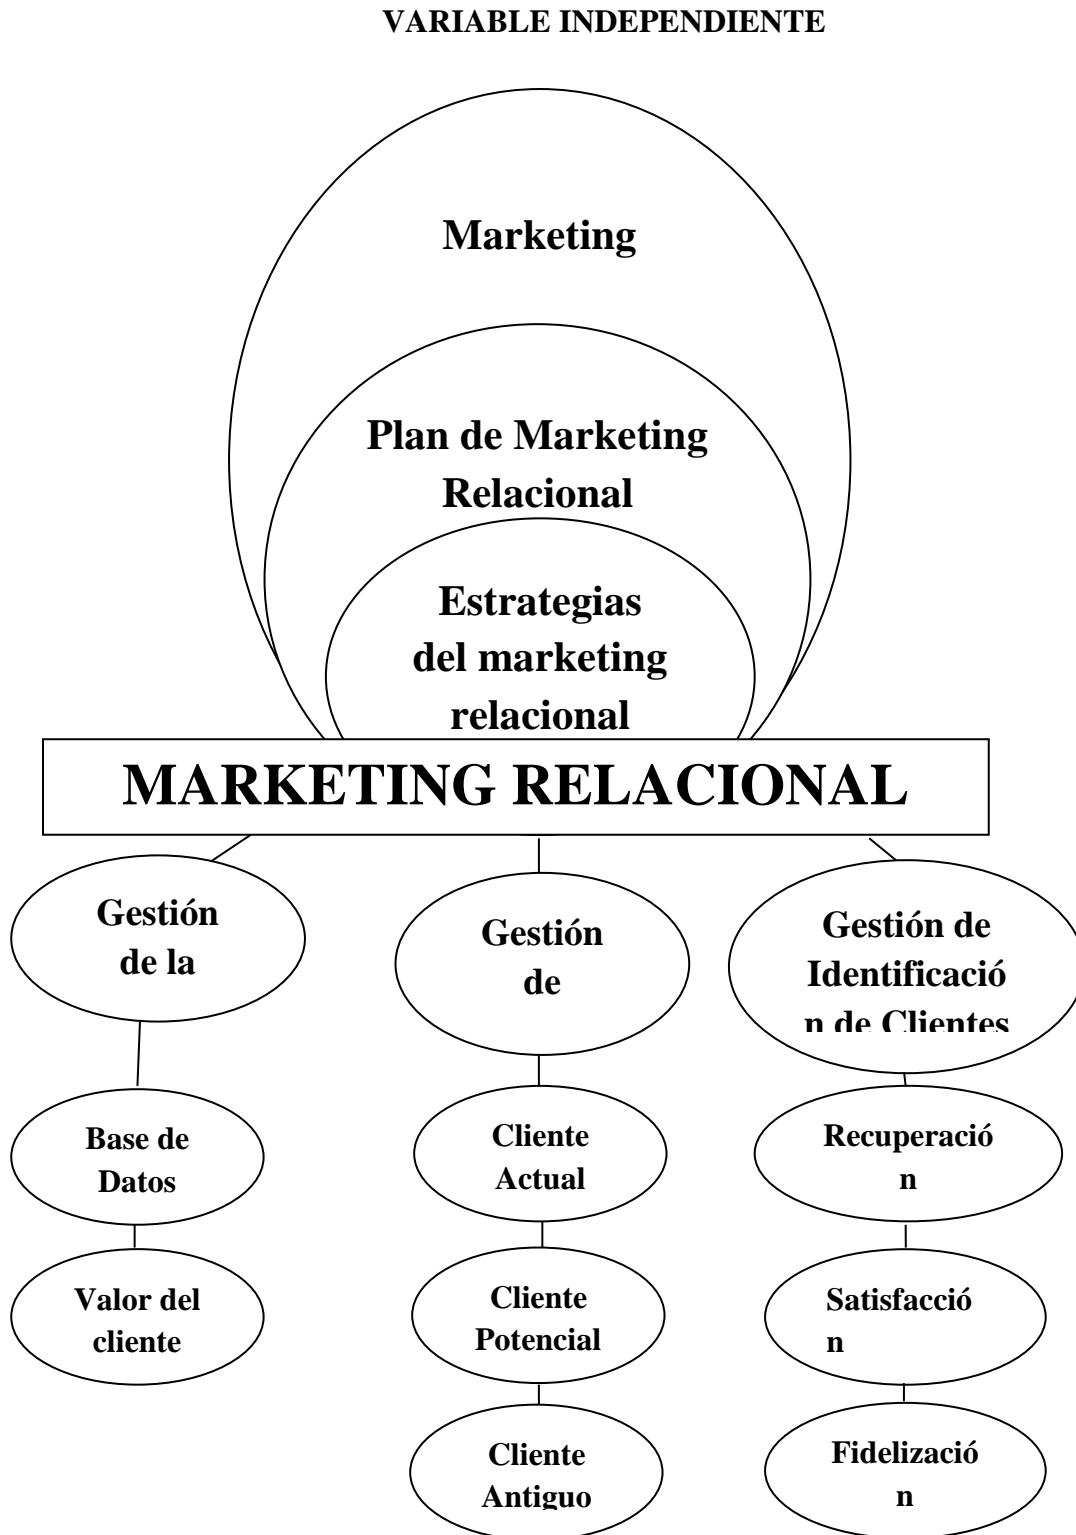 VARIABLE INDEPENDIENTE
Marketing
Plan de Marketing
Relacional
Estrategias
del marketing
relacional
MARKETING RELACIONAL
Gestión
de la
Base de
Datos
Valor del
cliente
Gestión
de
Cliente
Actual
Cliente
Potencial
Cliente
Antiguo
Gestión de
Identificació
n de Clientes
Recuperació
n
Satisfacció
n
Fidelizació
n